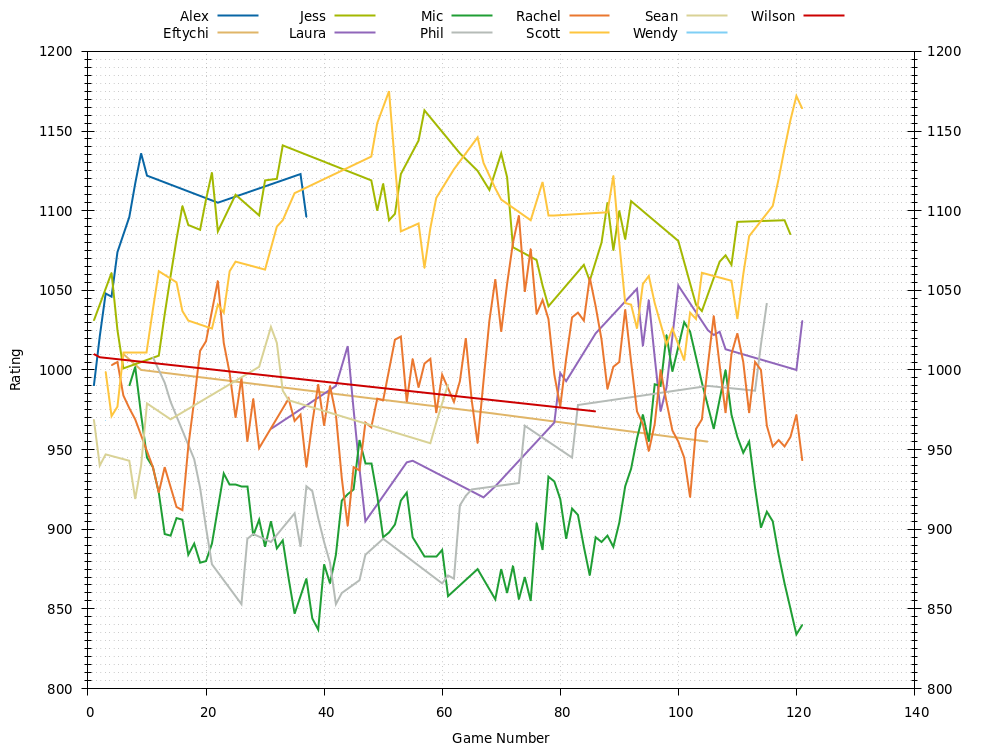 Alex Jess Mic Rachel Sean Wilson
Eftychi Laura Phil Scott Wendy
1200 1200
1150 1150
1100 1100
1050 1050
1000 1000
950 950
900 900
850 850
800 800
0 20 40 60 80 100 120 140
Rating
Game Number